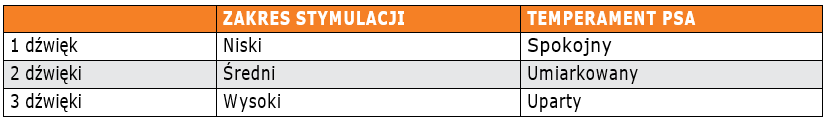 ZAKRES STYMULACJI TEMPERAMENT PSA
1 dźwięk Niski Spokojny
2 dźwięki Średni Umiarkowany
3 dźwięki Wysoki Uparty